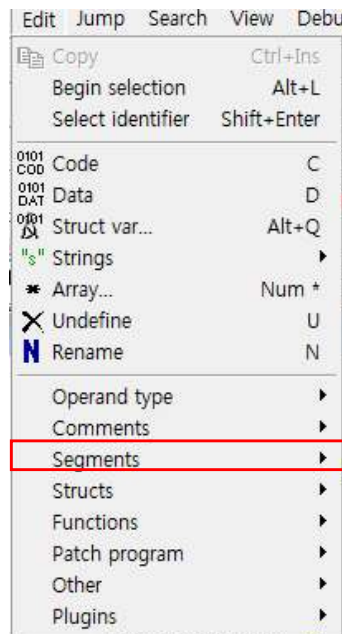 Edit Jump Search View Debu
Copy Ctrl+Ins
Begin selection Alt+L
Select identifier Shift+Enter
0101 COD Code C
0101 DAT Data D
0101 Struct var... Alt+Q
"s" Strings
* Array... Num *
Undefine U
N Rename N
Operand type
Comments
Segments
Structs
Functions
Patch program
Other
Plugins